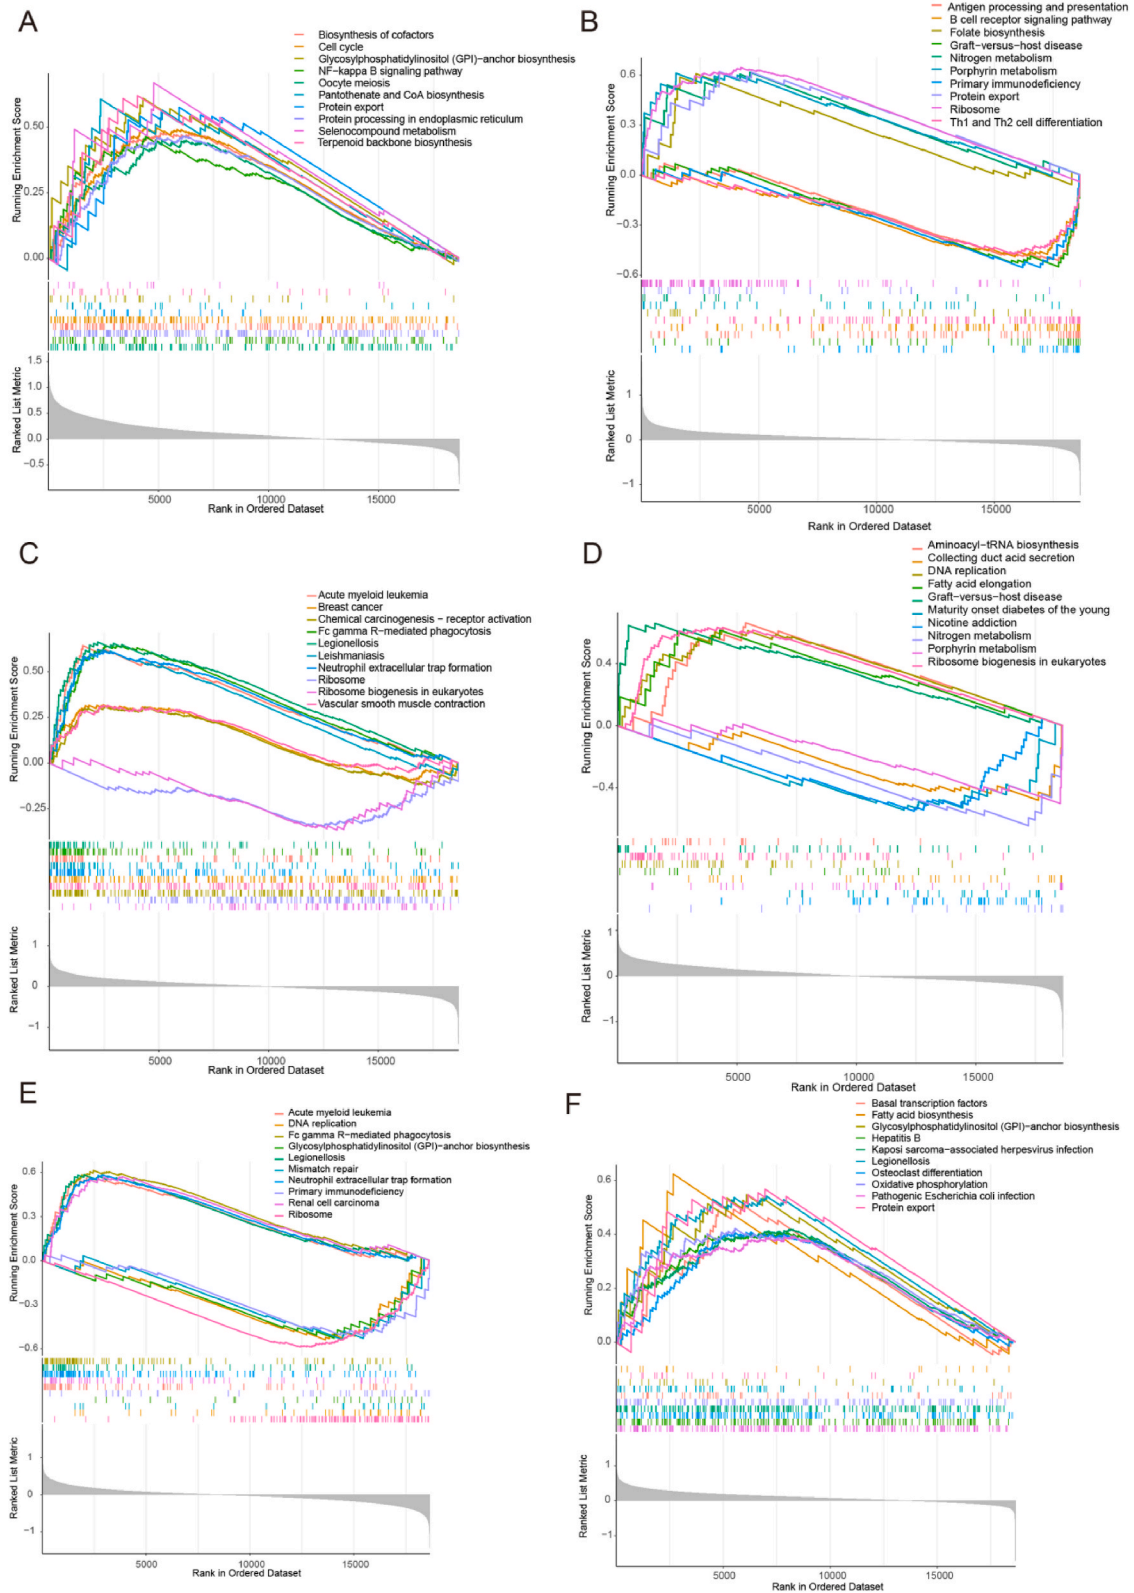 A
Biosynthesis of cofactors
Cell cycle
Glycosylphosphatidylinositol (GPI)−anchor biosynthesis
NF−kappa B signaling pathway
Oocyte meiosis
Pantothenate and CoA biosynthesis
Protein export
Protein processing in endoplasmic reticulum
Selenocompound metabolism
Terpenoid backbone biosynthesis
Running Enrichment Score
0.50
0.25
0.00
Ranked List Metric
1.5
1.0
0.5
0.0
−0.5
5000 10000 15000
Rank in Ordered Dataset
B
Antigen processing and presentation
B cell receptor signaling pathway
Folate biosynthesis
Graft−versus−host disease
Nitrogen metabolism
Porphyrin metabolism
Primary immunodeficiency
Protein export
Ribosome
Th1 and Th2 cell differentiation
Running Enrichment Score
0.6
0.3
0.0
−0.3
−0.6
Ranked List Metric
1
0
−1
5000 10000 15000
Rank in Ordered Dataset
C
Acute myeloid leukemia
Breast cancer
Chemical carcinogenesis − receptor activation
Fc gamma R−mediated phagocytosis
Legionellosis
Leishmaniasis
Neutrophil extracellular trap formation
Ribosome
Ribosome biogenesis in eukaryotes
Vascular smooth muscle contraction
Running Enrichment Score
0.50
0.25
0.00
−0.25
Ranked List Metric
1
0
−1
5000 10000 15000
Rank in Ordered Dataset
D
Aminoacyl−tRNA biosynthesis
Collecting duct acid secretion
DNA replication
Fatty acid elongation
Graft−versus−host disease
Maturity onset diabetes of the young
Nicotine addiction
Nitrogen metabolism
Porphyrin metabolism
Ribosome biogenesis in eukaryotes
Running Enrichment Score
0.4
0.0
−0.4
Ranked List Metric
1
0
−1
5000 10000 15000
Rank in Ordered Dataset
E
Acute myeloid leukemia
DNA replication
Fc gamma R−mediated phagocytosis
Glycosylphosphatidylinositol (GPI)−anchor biosynthesis
Legionellosis
Mismatch repair
Neutrophil extracellular trap formation
Primary immunodeficiency
Renal cell carcinoma
Ribosome
Running Enrichment Score
0.6
0.3
0.0
−0.3
−0.6
Ranked List Metric
1
0
−1
5000 10000 15000
Rank in Ordered Dataset
F
Basal transcription factors
Fatty acid biosynthesis
Glycosylphosphatidylinositol (GPI)−anchor biosynthesis
Hepatitis B
Kaposi sarcoma−associated herpesvirus infection
Legionellosis
Osteoclast differentiation
Oxidative phosphorylation
Pathogenic Escherichia coli infection
Protein export
Running Enrichment Score
0.6
0.4
0.2
0.0
Ranked List Metric
1
0
−1
5000 10000 15000
Rank in Ordered Dataset